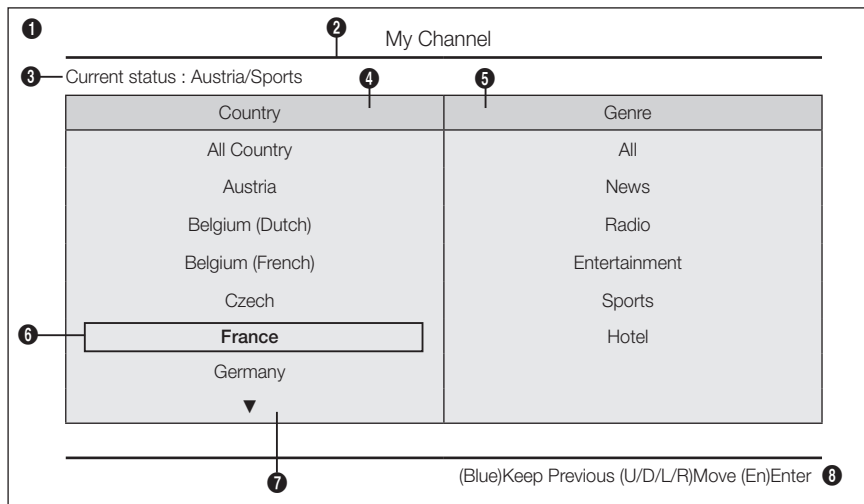 ❶
❷ My Channel
❸ Current status : Austria/Sports
Country ❹ ❺ Genre
All Country All
Austria News
Belgium (Dutch) Radio
Belgium (French) Entertainment
Czech Sports
❻ France Hotel
Germany
▼
❼
(Blue)Keep Previous (U/D/L/R)Move (En)Enter ❽